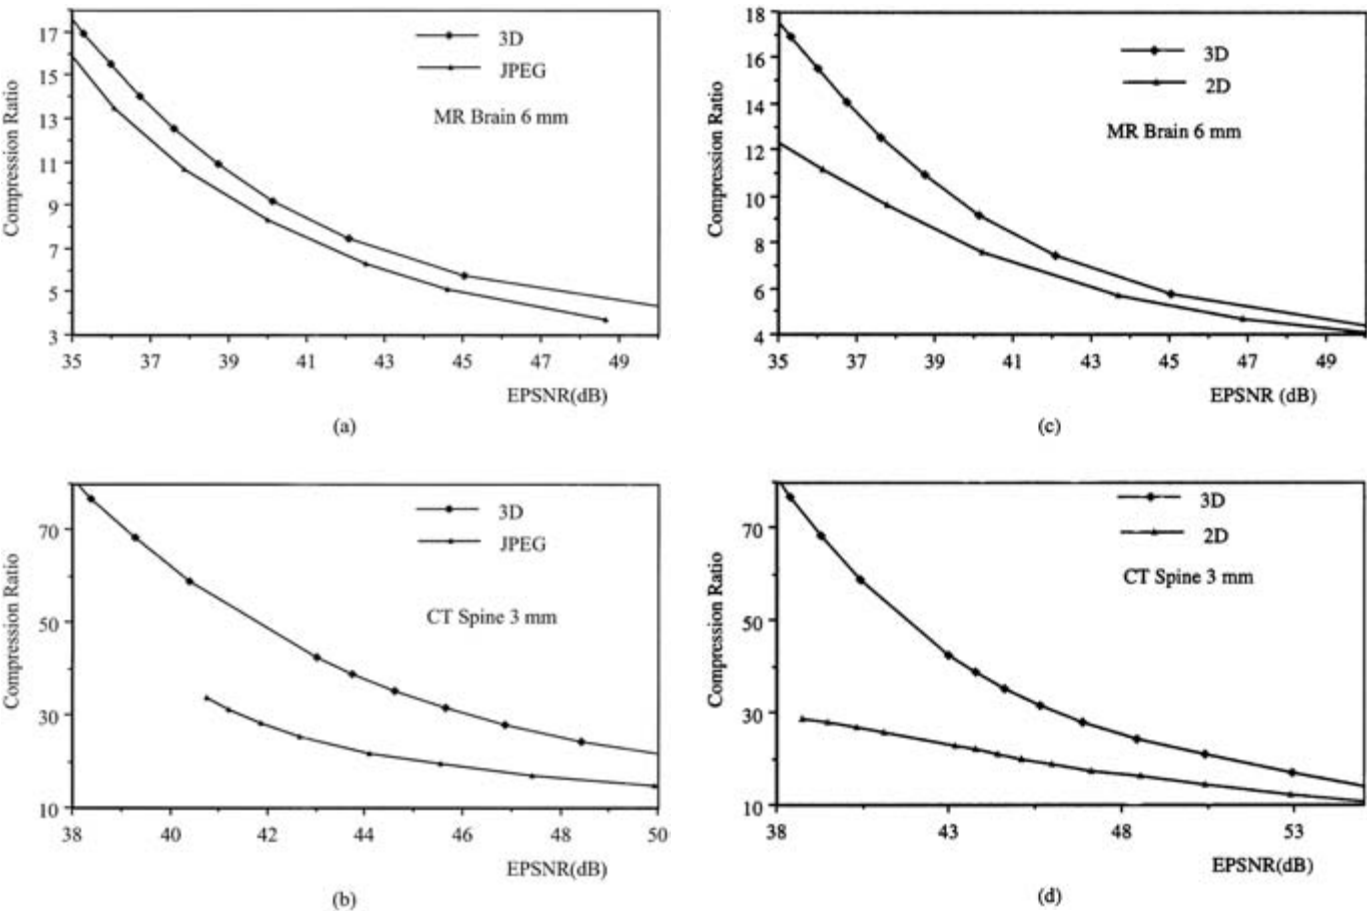 17
15
13
11
9
7
5
3
Compression Ratio
3D
JPEG
MR Brain 6 mm
35 37 39 41 43 45 47 49
EPSNR(dB)
(a)
18
16
14
12
10
8
6
4
Compression Ratio
3D
2D
MR Brain 6 mm
35 37 39 41 43 45 47 49
EPSNR (dB)
(c)
70
50
30
10
Compression Ratio
3D
JPEG
CT Spine 3 mm
38 40 42 44 46 48 50
EPSNR(dB)
(b)
70
50
30
10
Compression Ratio
3D
2D
CT Spine 3 mm
38 43 48 53
EPSNR(dB)
(d)